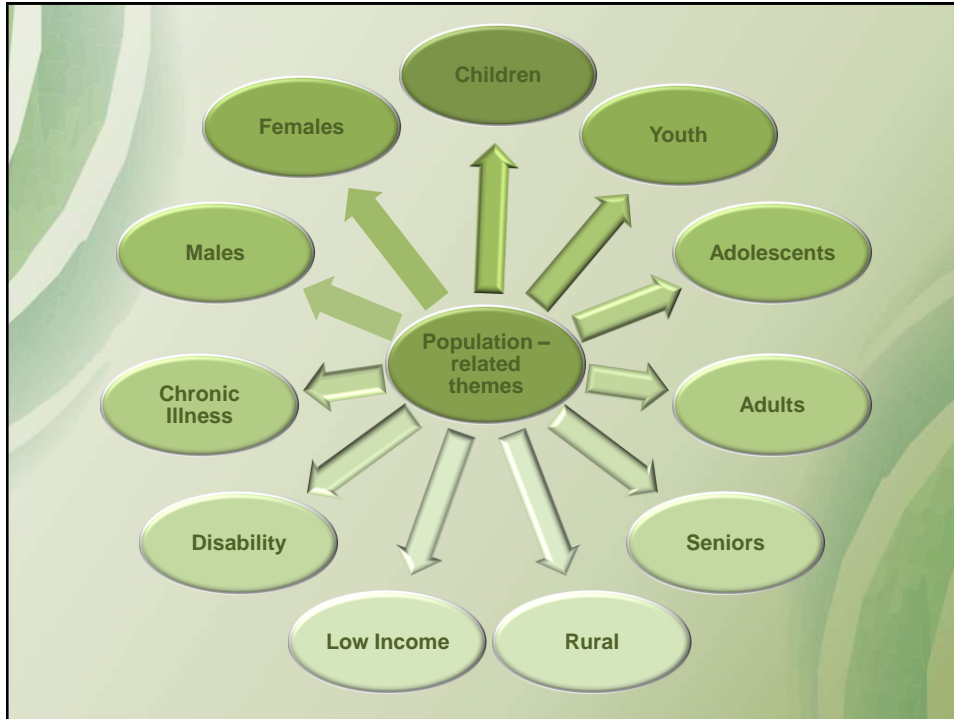 Children
Females
Youth
Males
Adolescents
Population –
related
themes
Chronic
Illness
Adults
Disability
Seniors
Low Income
Rural